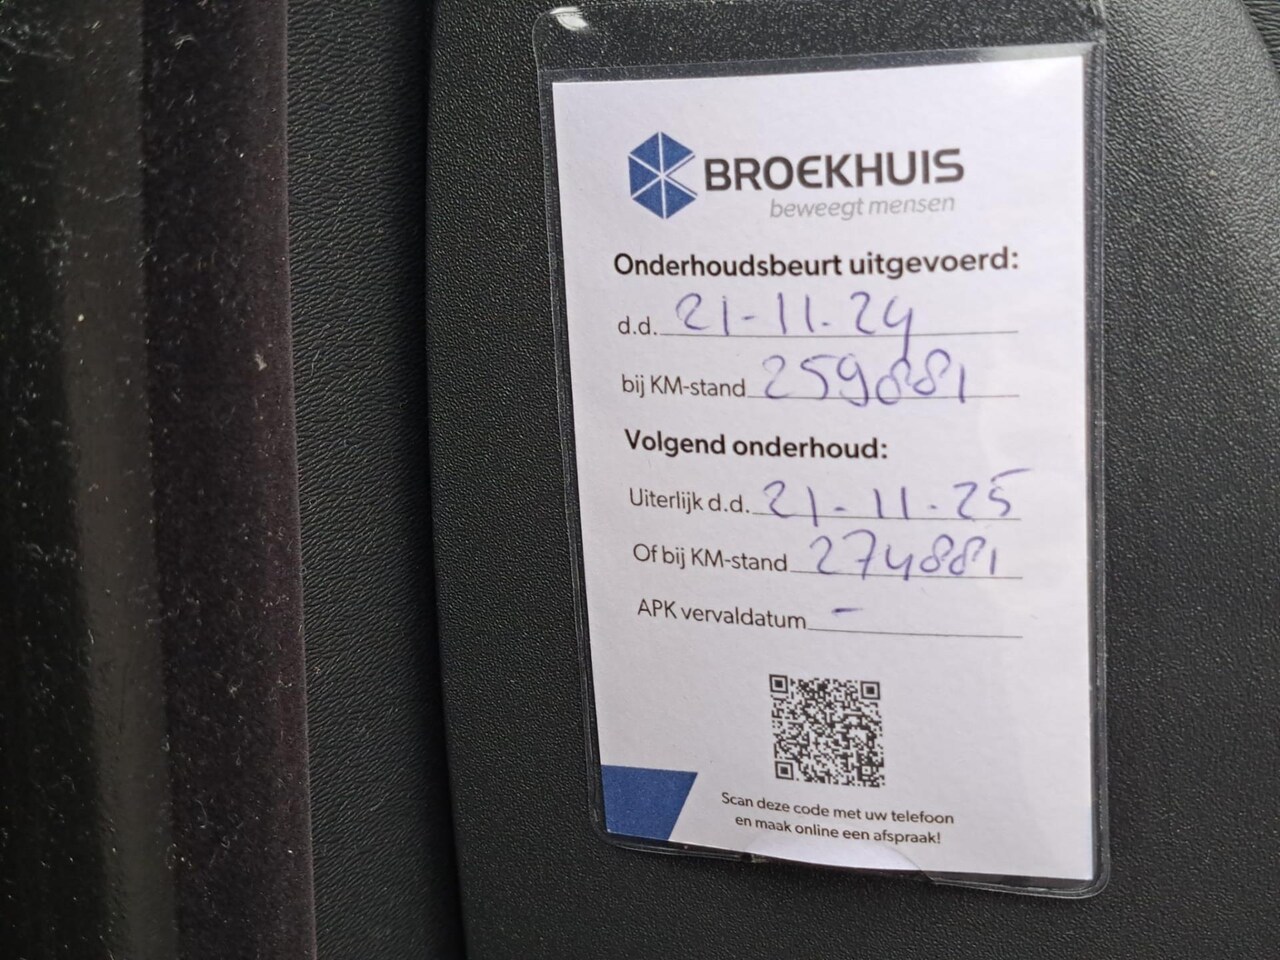 BROEKHUIS
beweegt mensen
Onderhoudsbeurt uitgevoerd:
d.d. 21-11-24
bij KM-stand 259881
Volgend onderhoud:
Uiterlijk d.d. 21-11-25
Of bij KM-stand 274881
APK vervaldatum -
Scan deze code met uw telefoon
en maak online een afspraak!